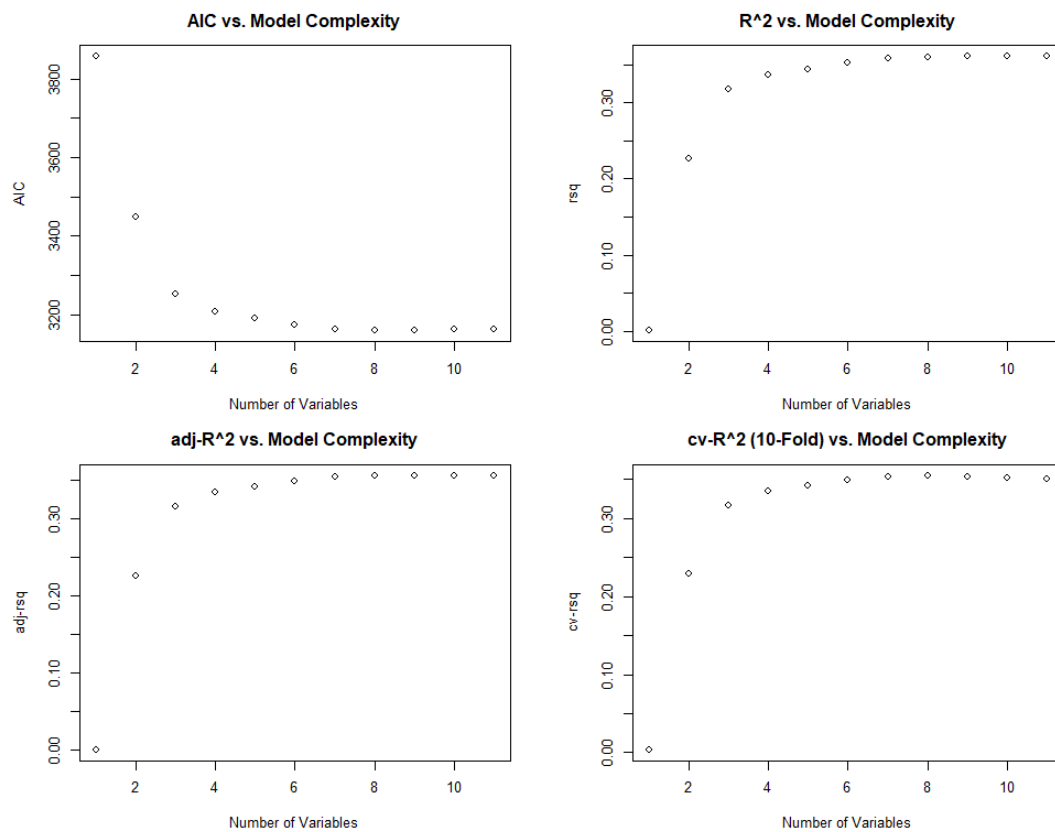 AIC vs. Model Complexity
3800
3600
3400
3200
AIC
2 4 6 8 10
Number of Variables
R^2 vs. Model Complexity
0.30
0.20
0.10
0.00
rsq
2 4 6 8 10
Number of Variables
adj-R^2 vs. Model Complexity
0.30
0.20
0.10
0.00
adj-rsq
2 4 6 8 10
Number of Variables
cv-R^2 (10-Fold) vs. Model Complexity
0.30
0.20
0.10
0.00
cv-rsq
2 4 6 8 10
Number of Variables